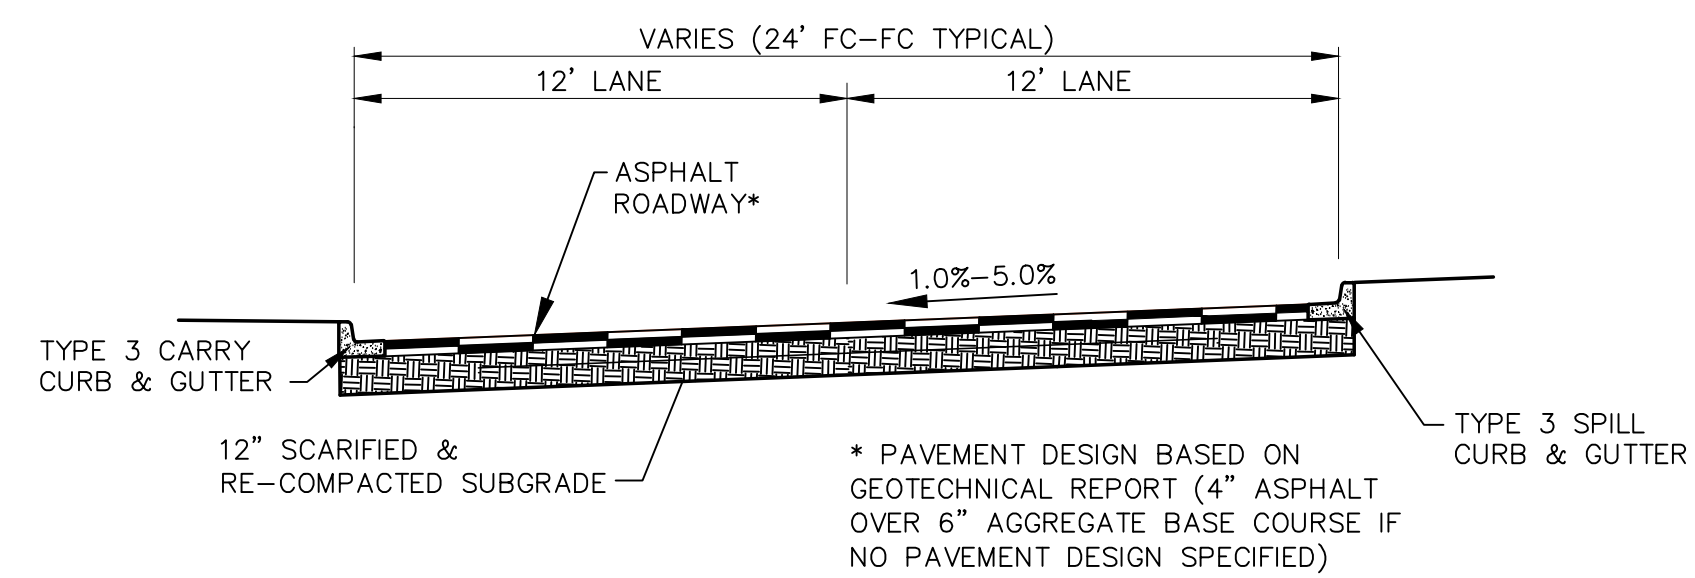 VARIES (24' FC-FC TYPICAL)
12' LANE
12' LANE
ASPHALT
ROADWAY*
1.0%-5.0%
TYPE 3 CARRY
CURB & GUTTER
12" SCARIFIED &
RE-COMPACTED SUBGRADE
TYPE 3 SPILL
CURB & GUTTER
* PAVEMENT DESIGN BASED ON
GEOTECHNICAL REPORT (4" ASPHALT
OVER 6" AGGREGATE BASE COURSE IF
NO PAVEMENT DESIGN SPECIFIED)